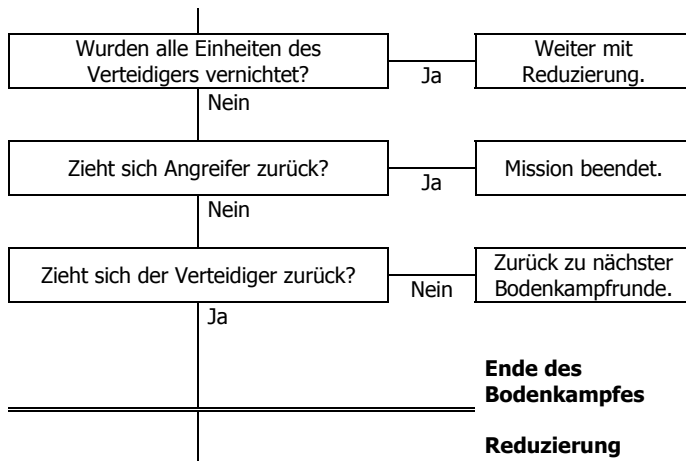 Wurden alle Einheiten des
Verteidigers vernichtet?
Ja
Weiter mit
Reduzierung.
Nein
Zieht sich Angreifer zurück?
Ja
Mission beendet.
Nein
Zieht sich der Verteidiger zurück?
Nein
Zurück zu nächster
Bodenkampfrunde.
Ja
Ende des
Bodenkampfes
Reduzierung